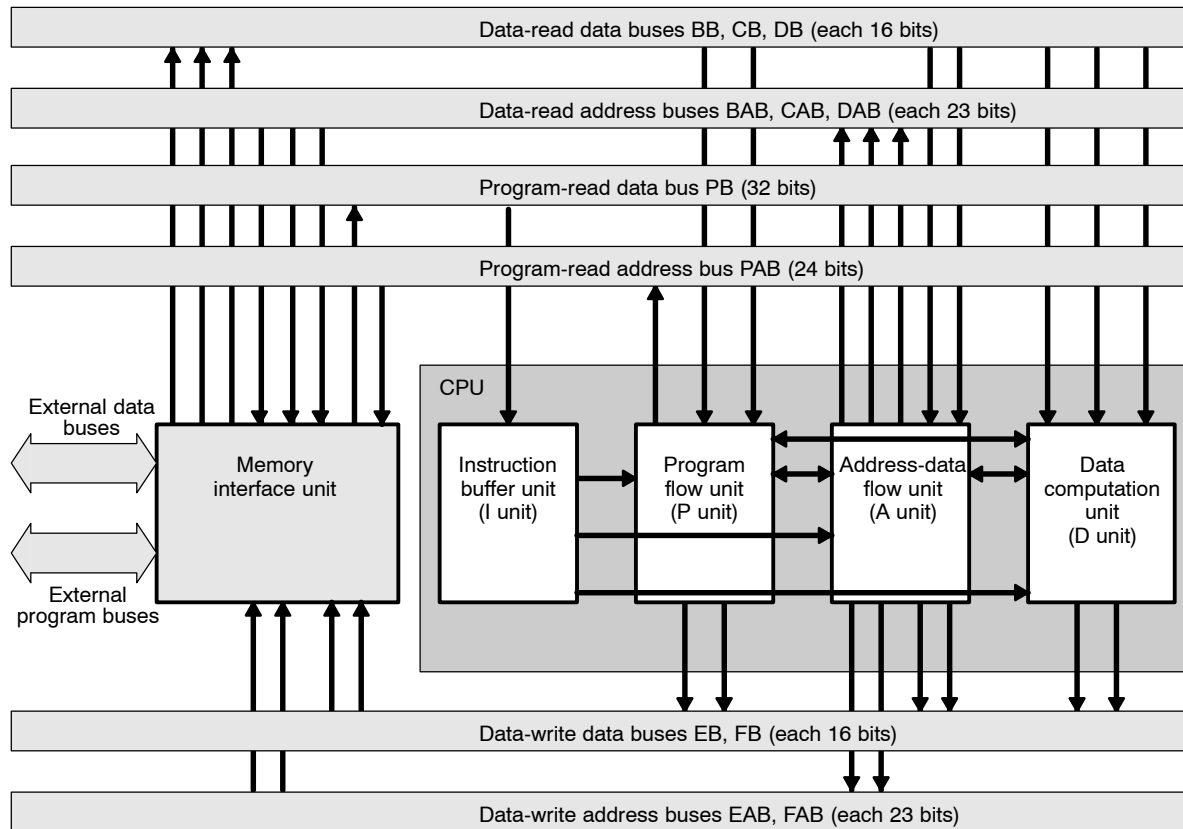 Data-read data buses BB, CB, DB (each 16 bits)
Data-read address buses BAB, CAB, DAB (each 23 bits)
Program-read data bus PB (32 bits)
Program-read address bus PAB (24 bits)
CPU
External data
buses
Memory
interface unit
Instruction
buffer unit
(I unit)
Program
flow unit
(P unit)
Address-data
flow unit
(A unit)
Data
computation
unit
(D unit)
External
program buses
Data-write data buses EB, FB (each 16 bits)
Data-write address buses EAB, FAB (each 23 bits)